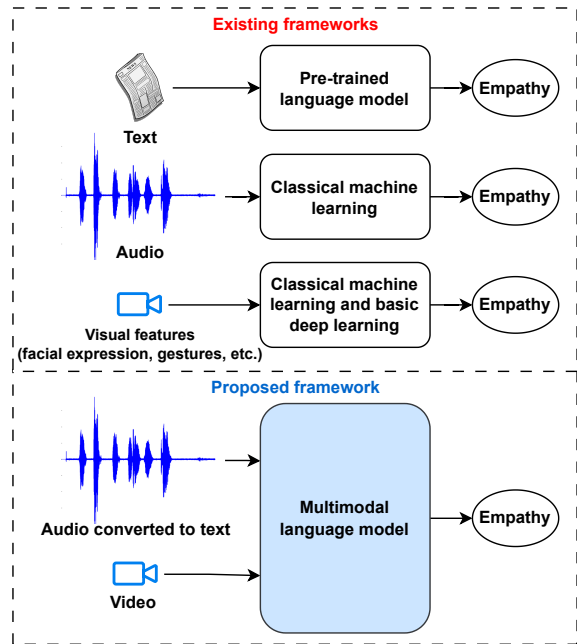 Existing frameworks
Pre-trained
language model
Empathy
Text
Classical machine
learning
Empathy
Audio
Classical machine
learning and basic
deep learning
Empathy
Visual features
(facial expression, gestures, etc.)
Proposed framework
Audio converted to text
Multimodal
language model
Empathy
Video